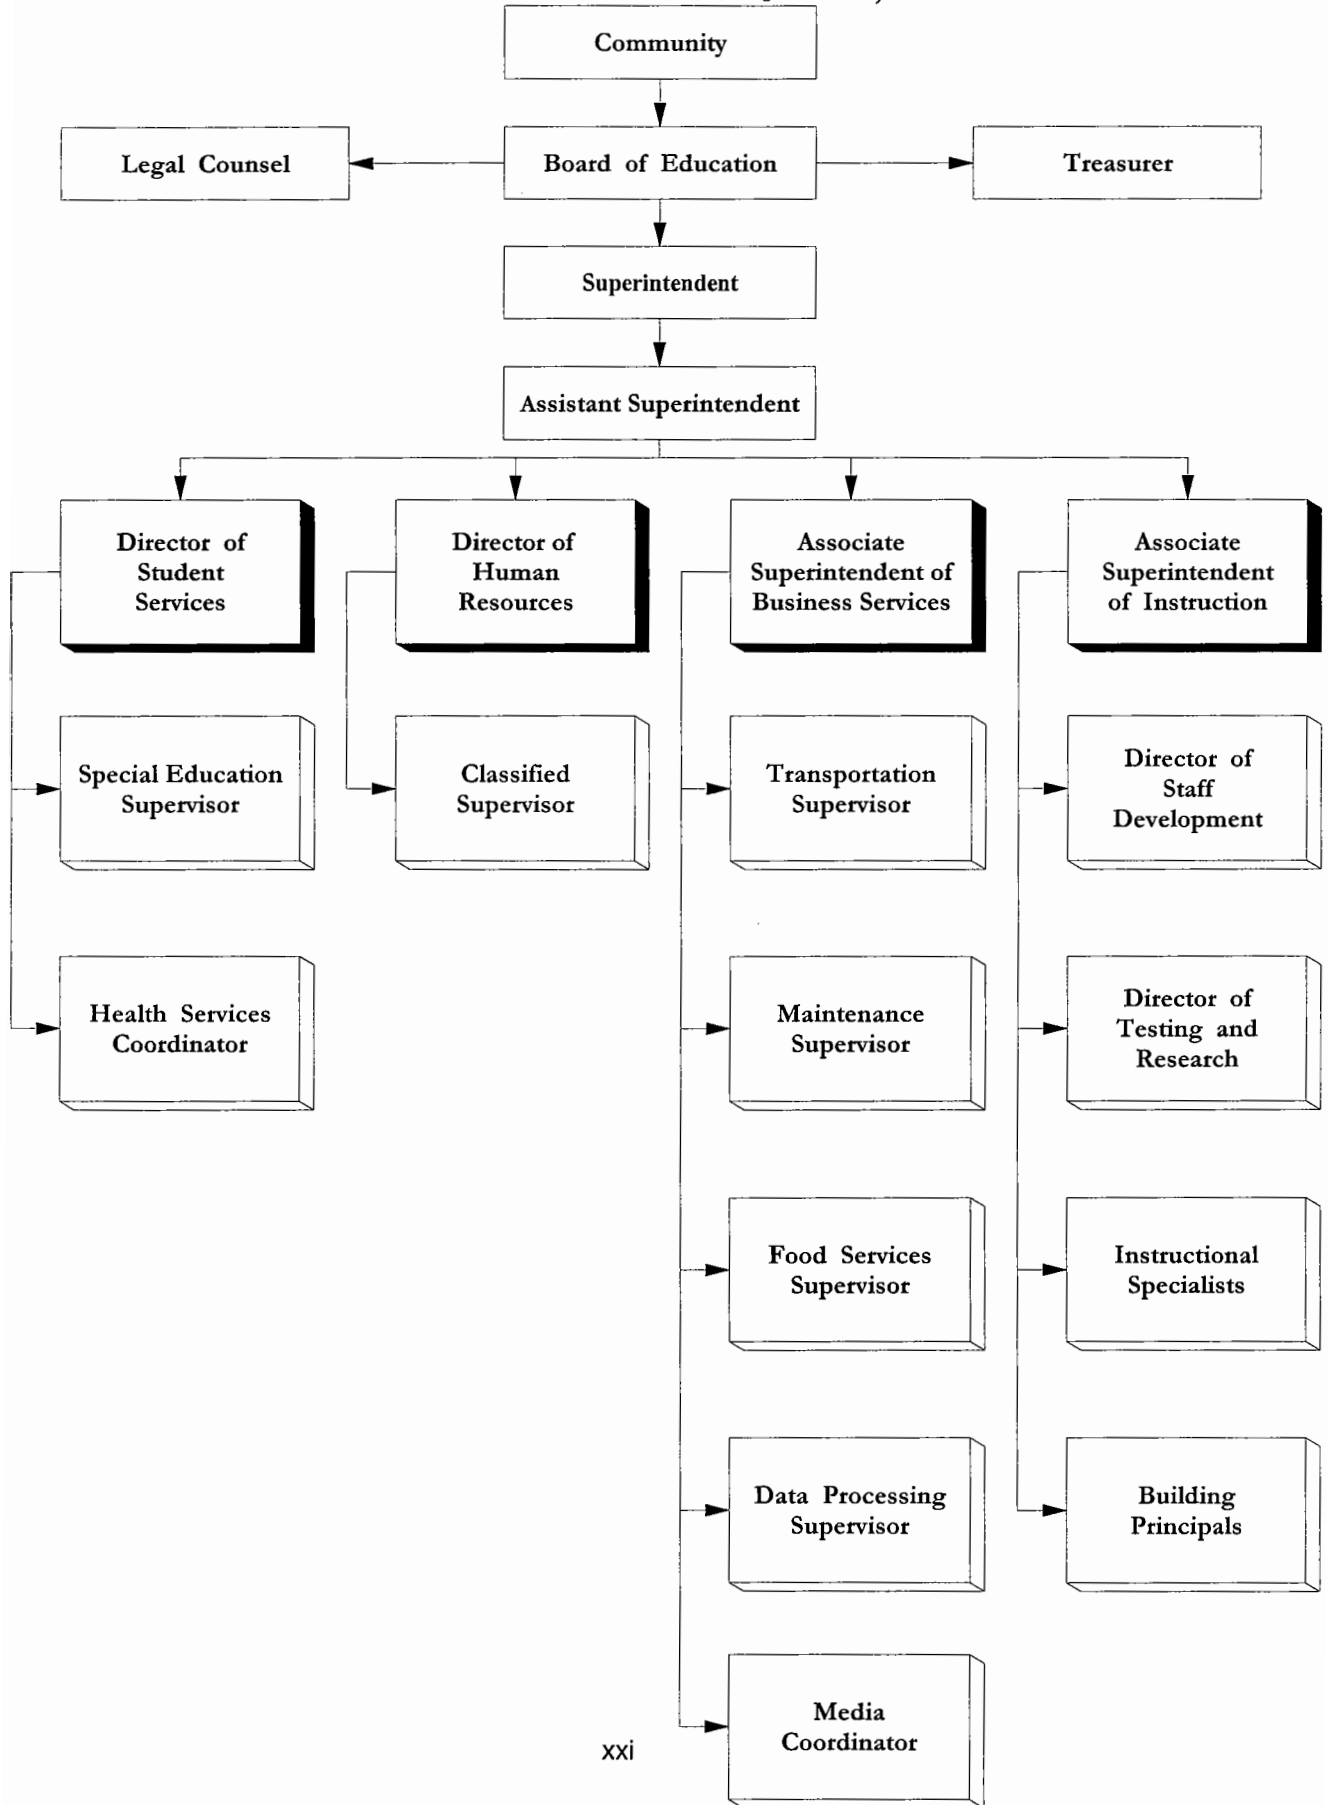 Community
Legal Counsel
Board of Education
Treasurer
Superintendent
Assistant Superintendent
Director of
Student
Services
Director of
Human
Resources
Associate
Superintendent of
Business Services
Associate
Superintendent
of Instruction
Special Education
Supervisor
Classified
Supervisor
Transportation
Supervisor
Director of
Staff
Development
Health Services
Coordinator
Maintenance
Supervisor
Director of
Testing and
Research
Food Services
Supervisor
Instructional
Specialists
Data Processing
Supervisor
Building
Principals
Media
Coordinator
xxi